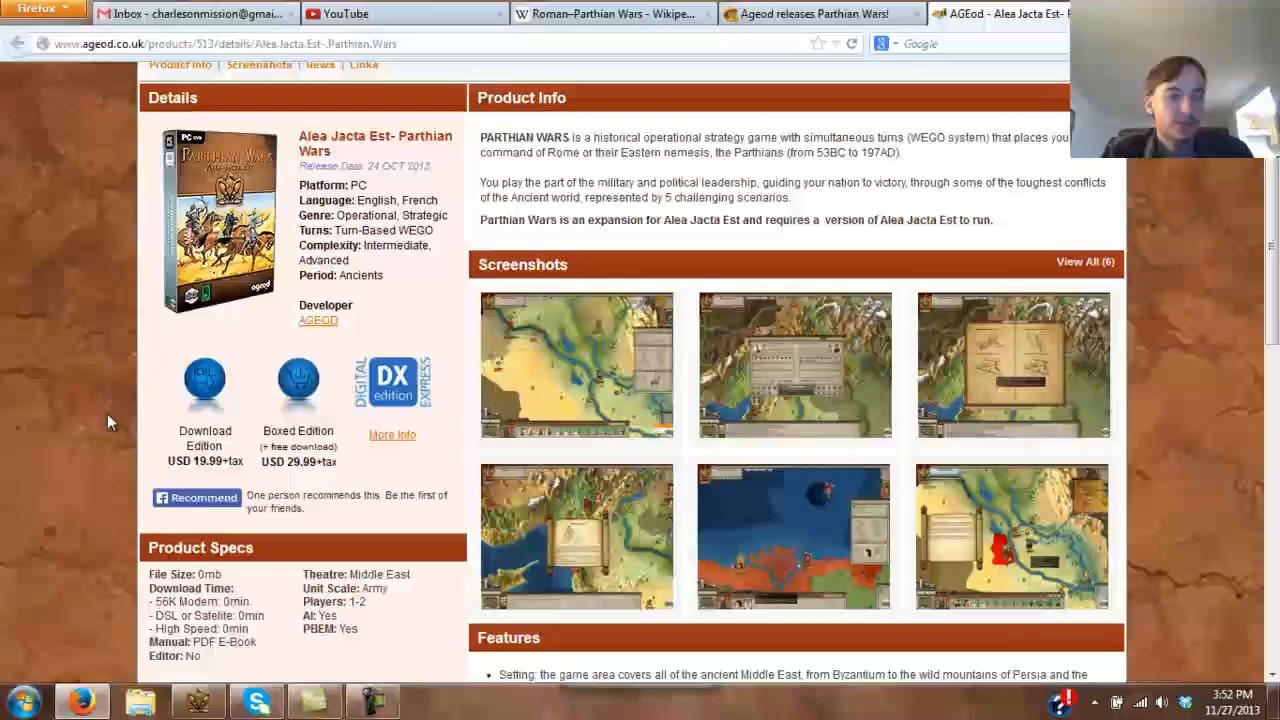 Firefox
Inbox - charlesonmission@gmai...
YouTube
Roman–Parthian Wars - Wikipe...
Ageod releases Parthian Wars!
AGEod - Alea Jacta Est- P
www.ageod.co.uk/products/513/details/Alea.Jacta.Est-.Parthian.Wars
Google
Product Info | Screenshots | News | Links
Details
Product Info
PC DVD
PARTHIAN WARS
ageod
Alea Jacta Est- Parthian
Wars
Release Date: 24 OCT 2013
Platform: PC
Language: English, French
Genre: Operational, Strategic
Turns: Turn-Based WEGO
Complexity: Intermediate,
Advanced
Period: Ancients
Developer
AGEOD
PARTHIAN WARS is a historical operational strategy game with simultaneous turns (WEGO system) that places you
command of Rome or their Eastern nemesis, the Parthians (from 53BC to 197AD).
You play the part of the military and political leadership, guiding your nation to victory, through some of the toughest conflicts
of the Ancient world, represented by 5 challenging scenarios.
Parthian Wars is an expansion for Alea Jacta Est and requires a version of Alea Jacta Est to run.
Screenshots
View All (6)
DIGITAL
DX
edition
EXPRESS
Download
Edition
USD 19.99+tax
Boxed Edition
(+ free download)
USD 29.99+tax
More Info
Recommend
One person recommends this. Be the first of
your friends.
Product Specs
File Size: 0mb
Download Time:
- 56K Modem: 0min
- DSL or Satelite: 0min
- High Speed: 0min
Manual: PDF E-Book
Editor: No
Theatre: Middle East
Unit Scale: Army
Players: 1-2
AI: Yes
PBEM: Yes
Features
Setting: the game area covers all of the ancient Middle East, from Byzantium to the wild mountains of Persia and the
3:52 PM
11/27/2013